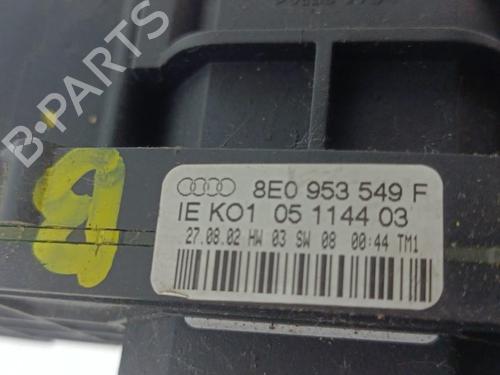 B-PARTS
8E0 953 549 F
IE KO1 05 1144 03
27.08.02 HW 03 SW 08 00:44 TM1
B